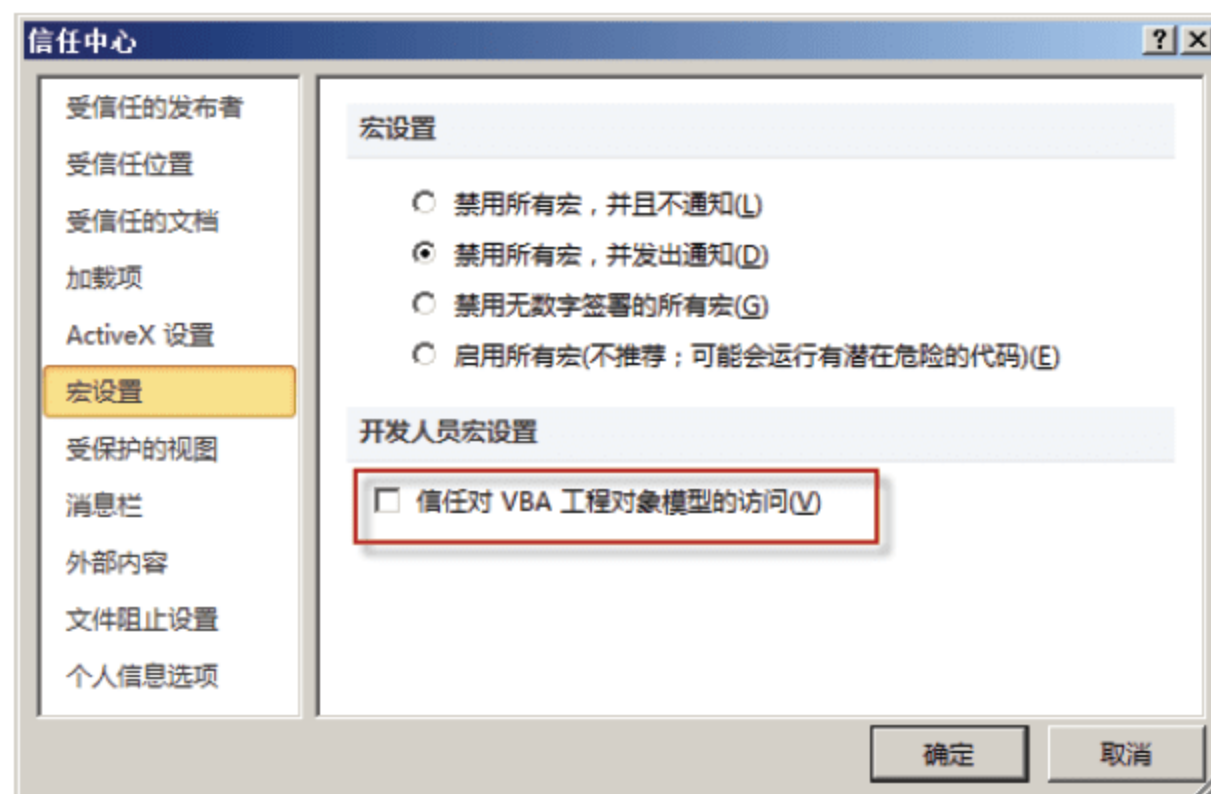 信任中心
受信任的发布者
受信任位置
受信任的文档
加载项
ActiveX 设置
宏设置
受保护的视图
消息栏
外部内容
文件阻止设置
个人信息选项
宏设置
禁用所有宏，并且不通知(L)
禁用所有宏，并发出通知(D)
禁用无数字签署的所有宏(G)
启用所有宏(不推荐；可能会运行有潜在危险的代码)(E)
开发人员宏设置
信任对 VBA 工程对象模型的访问(V)
确定
取消